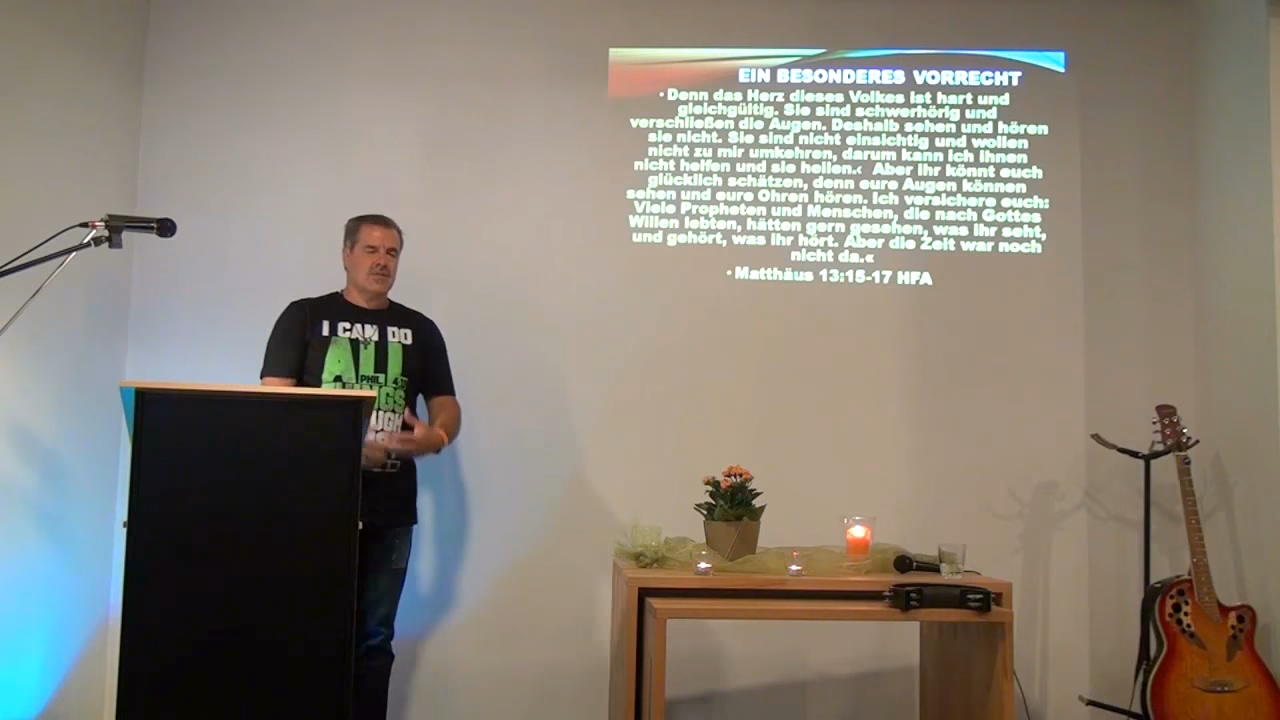 EIN BESONDERES VORRECHT
• Denn das Herz dieses Volkes ist hart und
gleichgültig. Sie sind schwerhörig und
verschließen die Augen. Deshalb sehen und hören
sie nicht. Sie sind nicht einsichtig und wollen
nicht zu mir umkehren, darum kann ich ihnen
nicht helfen und sie heilen.‹ Aber ihr könnt euch
glücklich schätzen, denn eure Augen können
sehen und eure Ohren hören. Ich versichere euch:
Viele Propheten und Menschen, die nach Gottes
Willen lebten, hätten gern gesehen, was ihr seht,
und gehört, was ihr hört. Aber die Zeit war noch
nicht da.«
• Matthäus 13:15-17 HFA
I CAN DO
ALL
PHIL